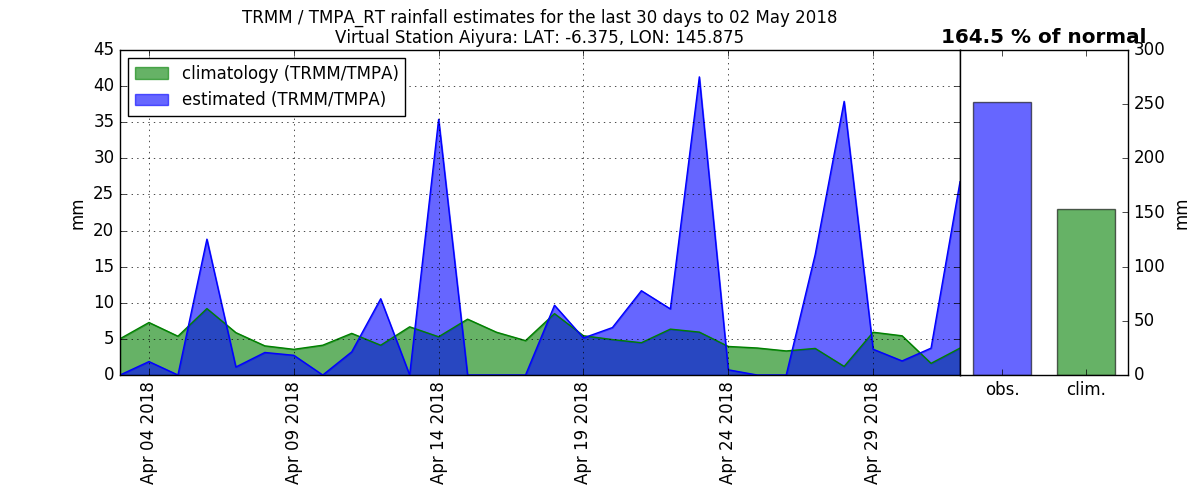 TRMM / TMPA_RT rainfall estimates for the last 30 days to 02 May 2018
Virtual Station Aiyura: LAT: -6.375, LON: 145.875
164.5 % of normal
climatology (TRMM/TMPA)
estimated (TRMM/TMPA)
45
40
35
30
25
20
15
10
5
0
mm
Apr 04 2018
Apr 09 2018
Apr 14 2018
Apr 19 2018
Apr 24 2018
Apr 29 2018
300
250
200
150
100
50
0
mm
obs.
clim.